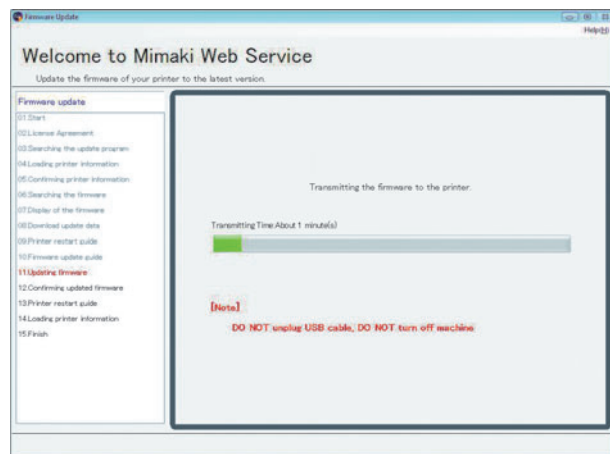 Firmware Update
Help(H)
Welcome to Mimaki Web Service
Update the firmware of your printer to the latest version.
Firmware update
01.Start
02.License Agreement
03.Searching the update program
04.Loading printer information
05.Confirming printer information
06.Searching the firmware
07.Display of the firmware
08.Download update data
09.Printer restart guide
10.Firmware update guide
11.Updating firmware
12.Confirming updated firmware
13.Printer restart guide
14.Loading printer information
15.Finish
Transmitting the firmware to the printer.
Transmitting Time:About 1 minute(s)
[Note]
DO NOT unplug USB cable, DO NOT turn off machine